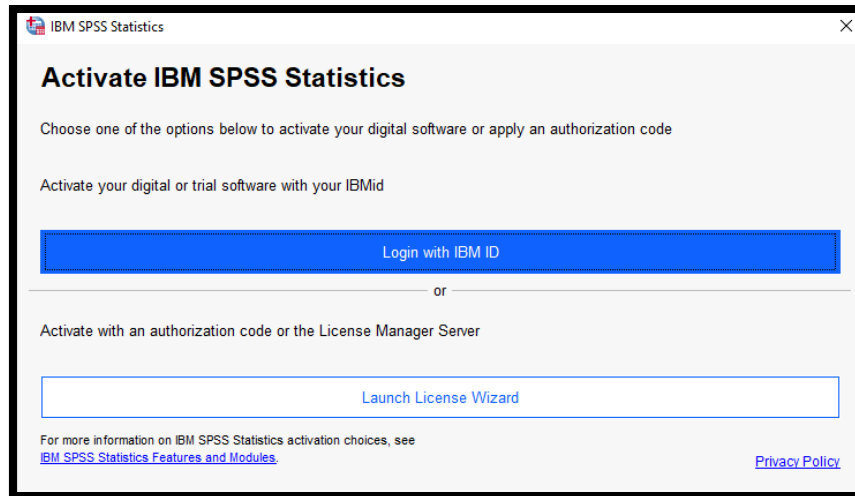 IBM SPSS Statistics
Activate IBM SPSS Statistics
Choose one of the options below to activate your digital software or apply an authorization code
Activate your digital or trial software with your IBMid
Login with IBM ID
or
Activate with an authorization code or the License Manager Server
Launch License Wizard
For more information on IBM SPSS Statistics activation choices, see
IBM SPSS Statistics Features and Modules.
Privacy Policy